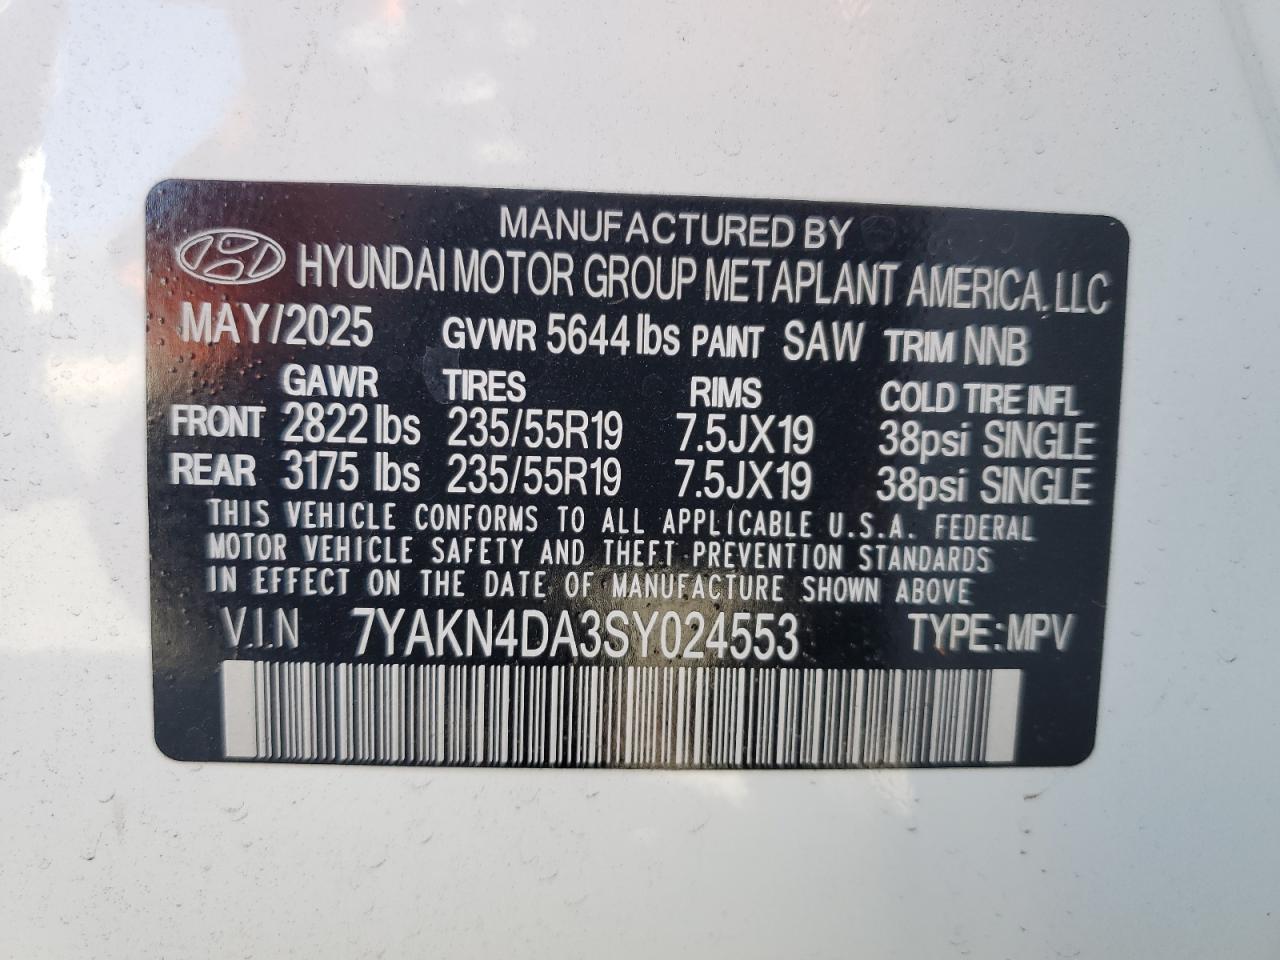 MANUFACTURED BY
HYUNDAI MOTOR GROUP METAPLANT AMERICA, LLC
MAY/2025 GVWR 5644 lbs PAINT SAW TRIM NNB
GAWR TIRES RIMS COLD TIRE INFL
FRONT 2822 lbs 235/55R19 7.5JX19 38psi SINGLE
REAR 3175 lbs 235/55R19 7.5JX19 38psi SINGLE
THIS VEHICLE CONFORMS TO ALL APPLICABLE U.S.A. FEDERAL
MOTOR VEHICLE SAFETY AND THEFT PREVENTION STANDARDS
IN EFFECT ON THE DATE OF MANUFACTURE SHOWN ABOVE
V.I.N 7YAKN4DA3SY024553 TYPE: MPV